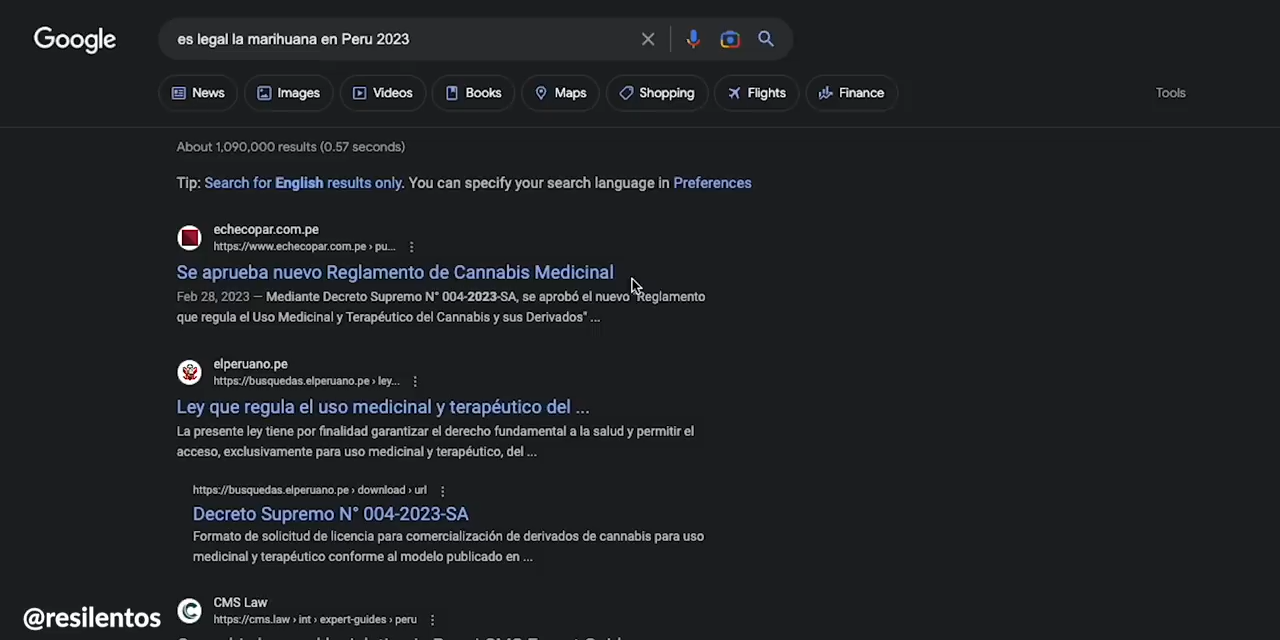 Google
es legal la marihuana en Peru 2023
News
Images
Videos
Books
Maps
Shopping
Flights
Finance
Tools
About 1,090,000 results (0.57 seconds)
Tip: Search for English results only. You can specify your search language in Preferences
echecopar.com.pe
https://www.echecopar.com.pe › pu...
Se aprueba nuevo Reglamento de Cannabis Medicinal
Feb 28, 2023 — Mediante Decreto Supremo N° 004-2023-SA, se aprobó el nuevo "Reglamento
que regula el Uso Medicinal y Terapéutico del Cannabis y sus Derivados" ...
elperuano.pe
https://busquedas.elperuano.pe › ley...
Ley que regula el uso medicinal y terapéutico del ...
La presente ley tiene por finalidad garantizar el derecho fundamental a la salud y permitir el
acceso, exclusivamente para uso medicinal y terapéutico, del ...
https://busquedas.elperuano.pe › download › url
Decreto Supremo N° 004-2023-SA
Formato de solicitud de licencia para comercialización de derivados de cannabis para uso
medicinal y terapéutico conforme al modelo publicado en ...
CMS Law
https://cms.law › int › expert-guides › peru
@resilentos